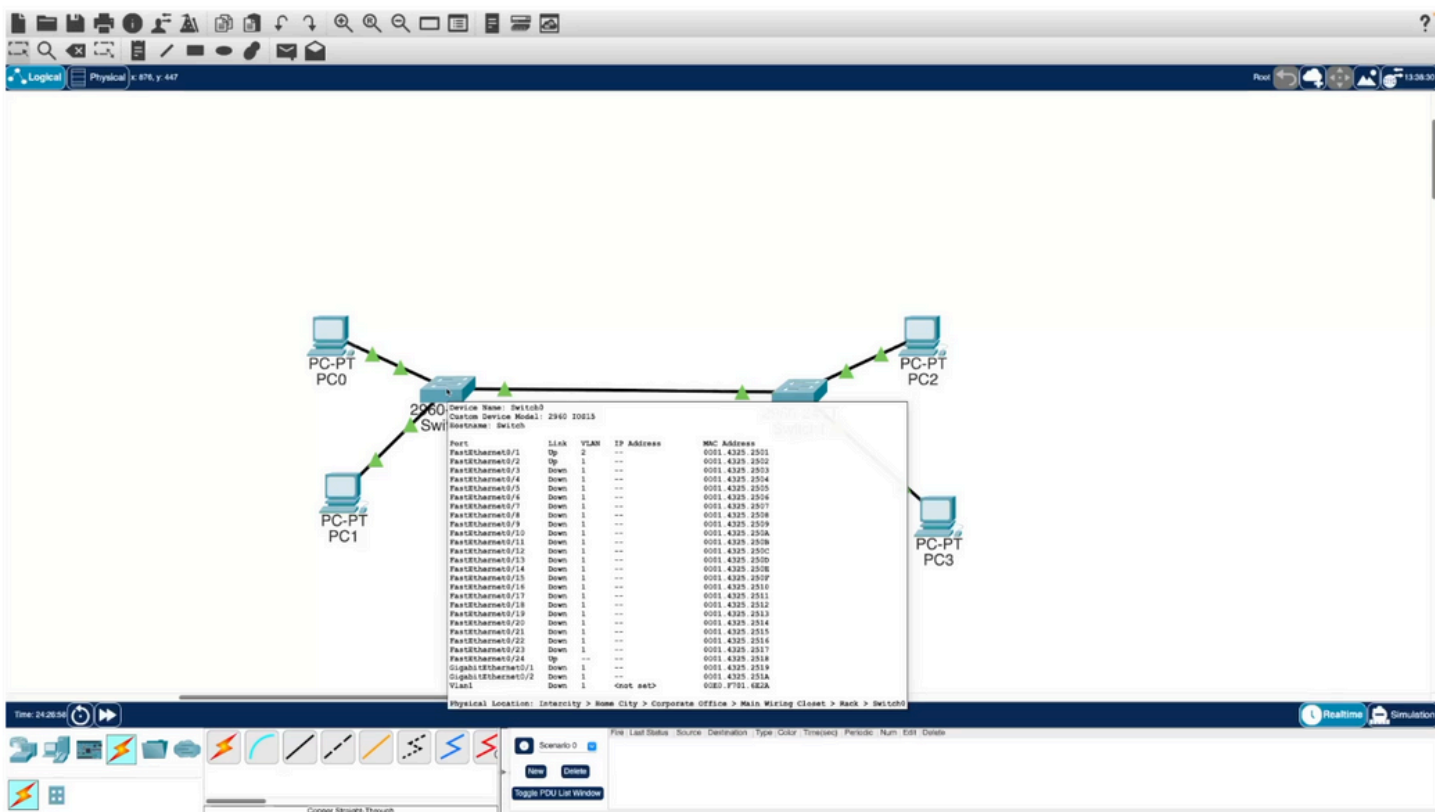 ?
Logical Physical x: 876, y: 447 Root 13:38:30
PC-PT
PC0
PC-PT
PC2
2960-
Swi
PC-PT
PC1
PC-PT
PC3
Device Name: Switch0
Custom Device Model: 2960 IOS15
Hostname: Switch
Port Link VLAN IP Address MAC Address
FastEthernet0/1 Up 2 -- 0001.4325.2501
FastEthernet0/2 Up 1 -- 0001.4325.2502
FastEthernet0/3 Down 1 -- 0001.4325.2503
FastEthernet0/4 Down 1 -- 0001.4325.2504
FastEthernet0/5 Down 1 -- 0001.4325.2505
FastEthernet0/6 Down 1 -- 0001.4325.2506
FastEthernet0/7 Down 1 -- 0001.4325.2507
FastEthernet0/8 Down 1 -- 0001.4325.2508
FastEthernet0/9 Down 1 -- 0001.4325.2509
FastEthernet0/10 Down 1 -- 0001.4325.250A
FastEthernet0/11 Down 1 -- 0001.4325.250B
FastEthernet0/12 Down 1 -- 0001.4325.250C
FastEthernet0/13 Down 1 -- 0001.4325.250D
FastEthernet0/14 Down 1 -- 0001.4325.250E
FastEthernet0/15 Down 1 -- 0001.4325.250F
FastEthernet0/16 Down 1 -- 0001.4325.2510
FastEthernet0/17 Down 1 -- 0001.4325.2511
FastEthernet0/18 Down 1 -- 0001.4325.2512
FastEthernet0/19 Down 1 -- 0001.4325.2513
FastEthernet0/20 Down 1 -- 0001.4325.2514
FastEthernet0/21 Down 1 -- 0001.4325.2515
FastEthernet0/22 Down 1 -- 0001.4325.2516
FastEthernet0/23 Down 1 -- 0001.4325.2517
FastEthernet0/24 Up -- -- 0001.4325.2518
GigabitEthernet0/1 Down 1 -- 0001.4325.2519
GigabitEthernet0/2 Down 1 -- 0001.4325.251A
Vlan1 Down 1 <not set> 00E0.F701.6E2A
Physical Location: Intercity > Home City > Corporate Office > Main Wiring Closet > Rack > Switch0
Time: 24:26:58 Realtime Simulation
Scenario 0
New Delete
Toggle PDU List Window
Fire Last Status Source Destination Type Color Time(sec) Periodic Num Edit Delete
Copper Straight-Through